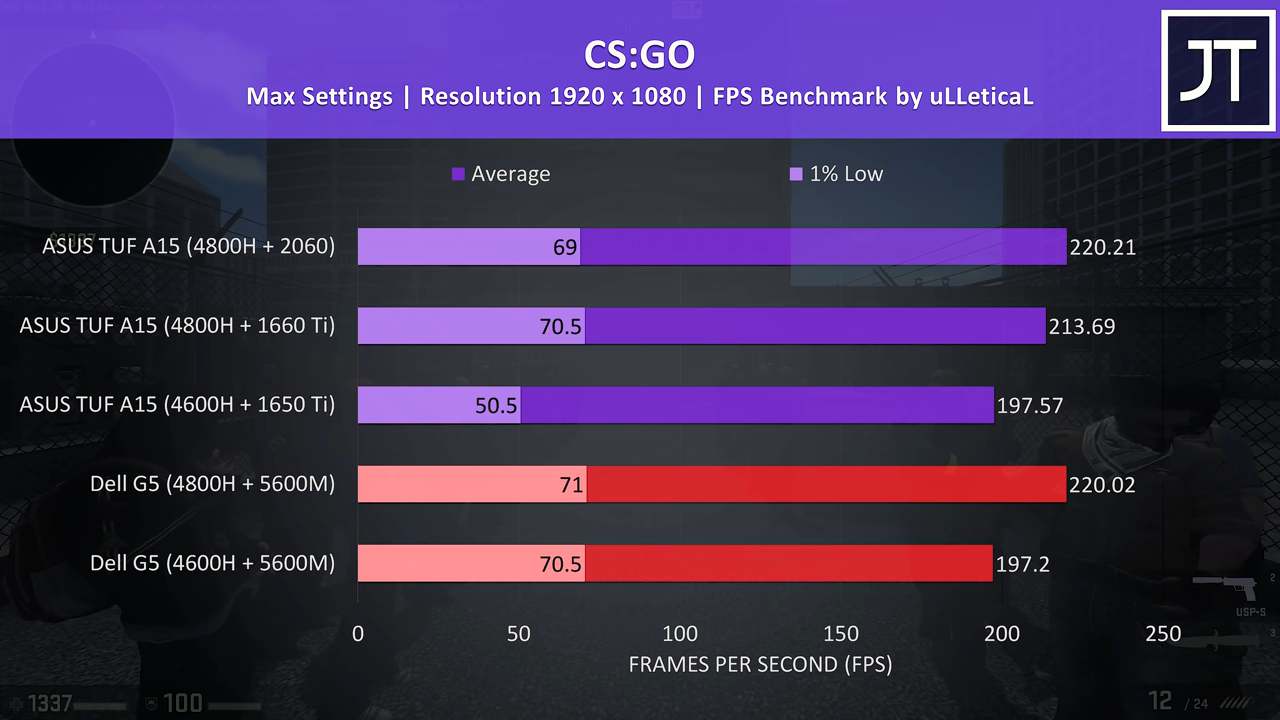 CS:GO
JT
Max Settings | Resolution 1920 x 1080 | FPS Benchmark by uLLeticaL
Average
1% Low
ASUS TUF A15 (4800H + 2060)
69
220.21
ASUS TUF A15 (4800H + 1660 Ti)
70.5
213.69
ASUS TUF A15 (4600H + 1650 Ti)
50.5
197.57
Dell G5 (4800H + 5600M)
71
220.02
Dell G5 (4600H + 5600M)
70.5
197.2
0 50 100 150 200 250
FRAMES PER SECOND (FPS)
USP-S
1337
100
12 / 24